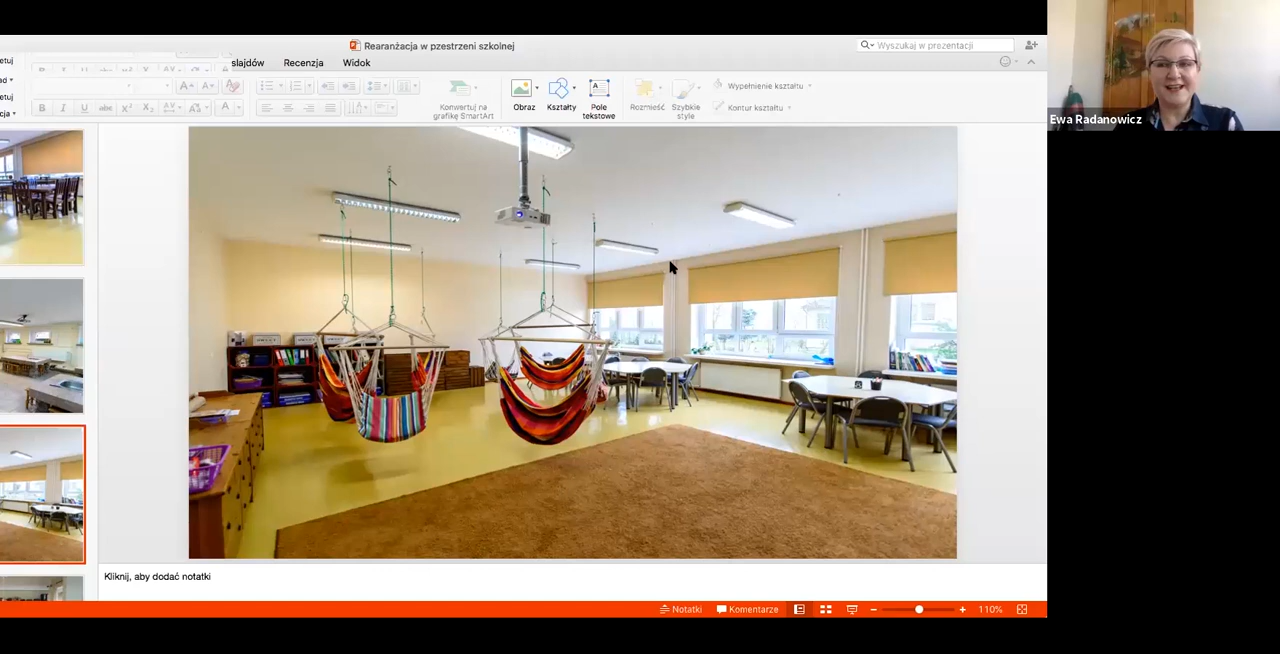 Rearanżacja w pzestrzeni szkolnej
Wyszukaj w prezentacji
Ewa Radanowicz
slajdów
Recenzja
Widok
Konwertuj na
grafikę SmartArt
Obraz
Kształty
Pole
tekstowe
Rozmieść
Szybkie
style
Wypełnienie kształtu
Kontur kształtu
Kliknij, aby dodać notatki
Notatki
Komentarze
110%